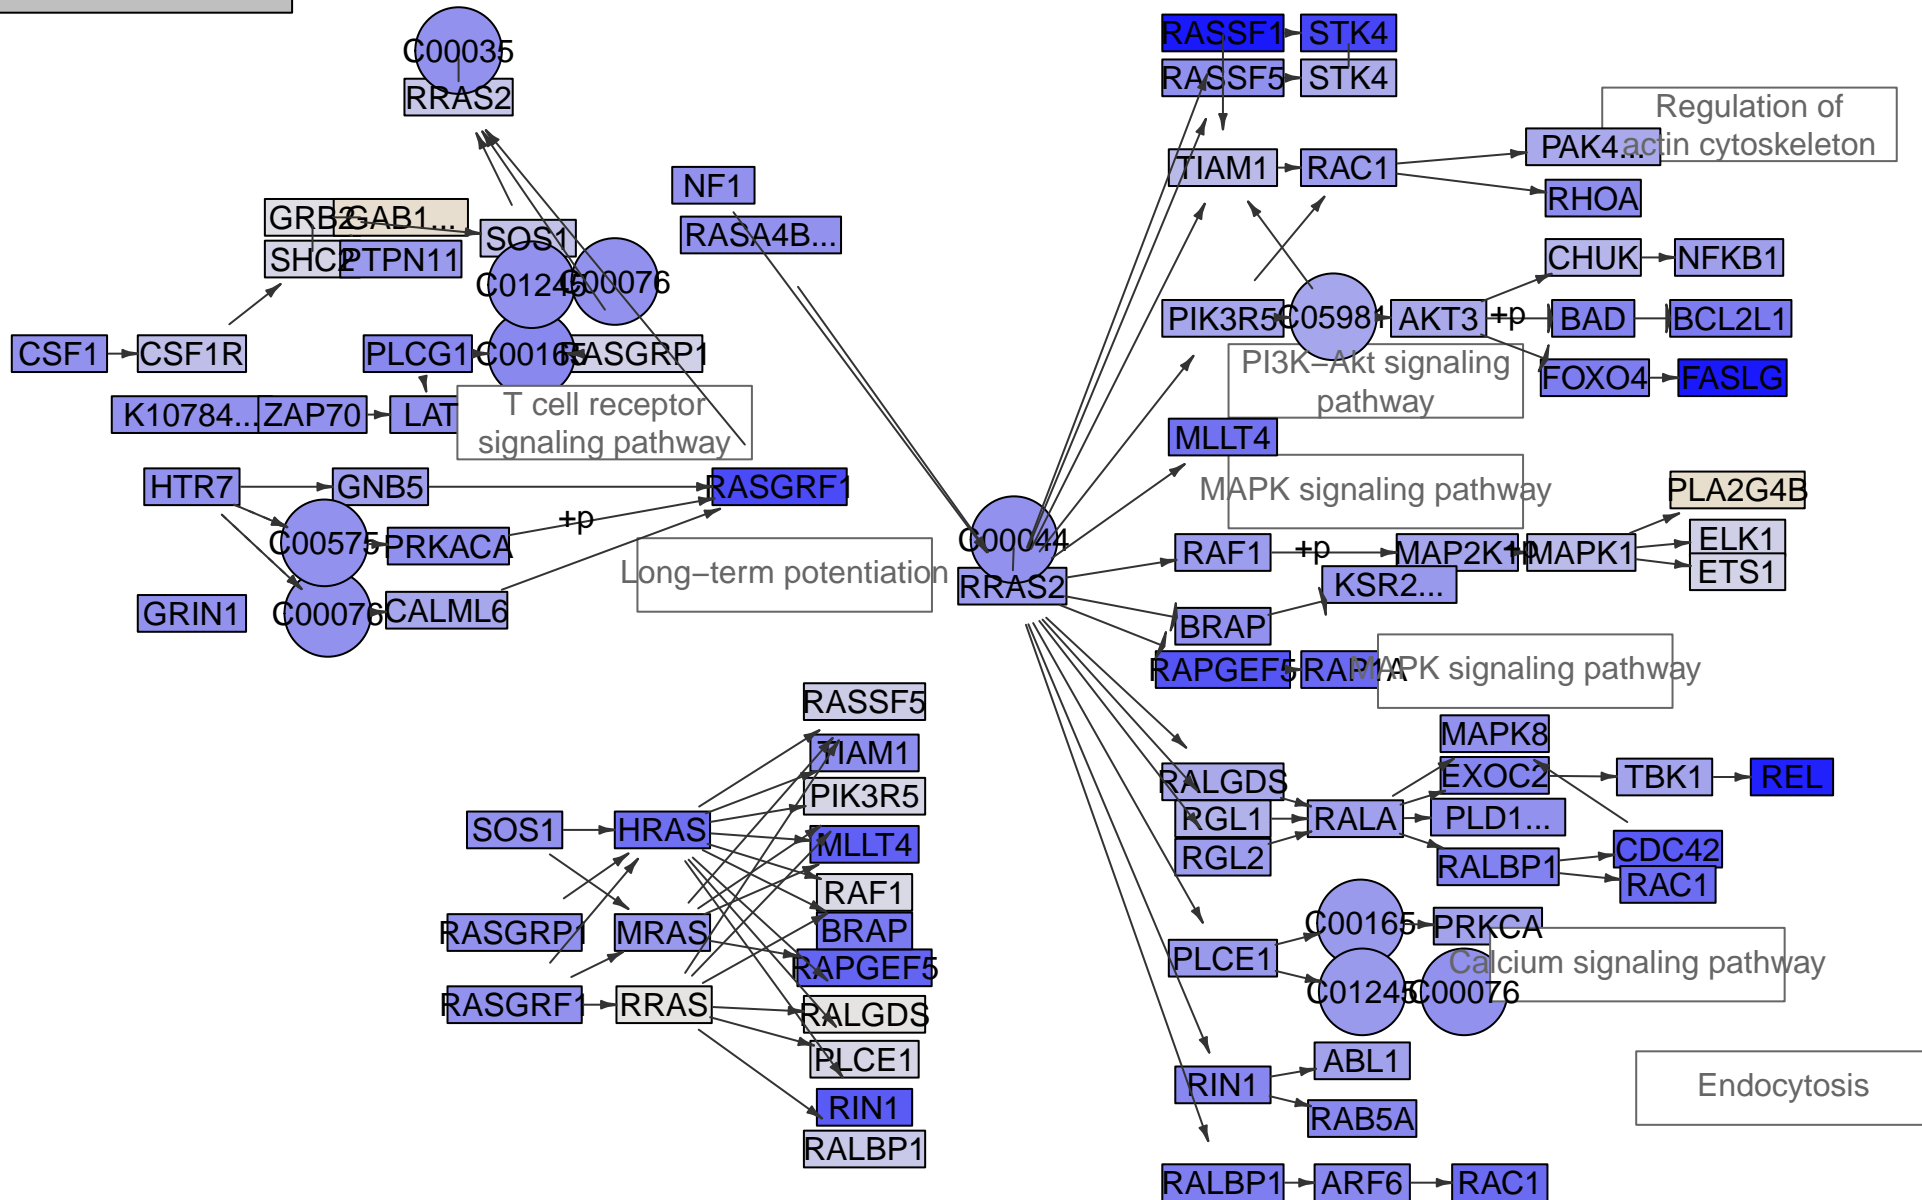 C00035
RRAS2
NF1
RASA4B...
GRB2
GAB1...
SOS1
SHC2
PTPN11
C01245
C00076
CSF1
CSF1R
PLCG1
C00165
RASGRP1
K10784...
ZAP70
LAT
T cell receptor
signaling pathway
HTR7
GNB5
RASGRF1
C00575
PRKACA
+p
GRIN1
C00076
CALML6
Long−term potentiation
C00044
RRAS2
RASSF1
STK4
RASSF5
STK4
Regulation of
actin cytoskeleton
TIAM1
RAC1
PAK4...
RHOA
CHUK
NFKB1
PIK3R5
C05981
AKT3
+p
BAD
BCL2L1
FOXO4
FASLG
PI3K−Akt signaling
pathway
MLLT4
MAPK signaling pathway
PLA2G4B
RAF1
+p
MAP2K1
+p
MAPK1
ELK1
ETS1
KSR2...
BRAP
RAPGEF5
RAP1A
MAPK signaling pathway
RASSF5
TIAM1
PIK3R5
SOS1
HRAS
MLLT4
RAF1
RASGRP1
MRAS
BRAP
RAPGEF5
RASGRF1
RRAS
RALGDS
PLCE1
RIN1
RALBP1
MAPK8
RALGDS
EXOC2
TBK1
REL
RGL1
RALA
PLD1...
RGL2
RALBP1
CDC42
RAC1
C00165
PRKCA
PLCE1
Calcium signaling pathway
C01245
C00076
ABL1
RIN1
RAB5A
Endocytosis
RALBP1
ARF6
RAC1